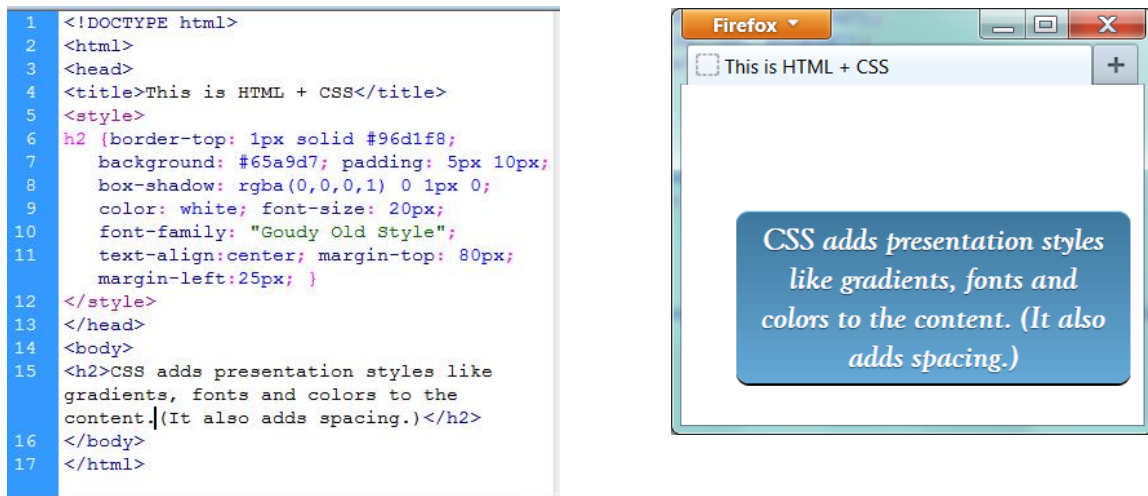 1 <!DOCTYPE html>
2 <html>
3 <head>
4 <title>This is HTML + CSS</title>
5 <style>
6 h2 {border-top: 1px solid #96d1f8;
7 background: #65a9d7; padding: 5px 10px;
8 box-shadow: rgba(0,0,0,1) 0 1px 0;
9 color: white; font-size: 20px;
10 font-family: "Goudy Old Style";
11 text-align:center; margin-top: 80px;
margin-left:25px; }
12 </style>
13 </head>
14 <body>
15 <h2>CSS adds presentation styles like
gradients, fonts and colors to the
content.(It also adds spacing.)</h2>
16 </body>
17 </html>
Firefox
This is HTML + CSS
CSS adds presentation styles
like gradients, fonts and
colors to the content. (It also
adds spacing.)